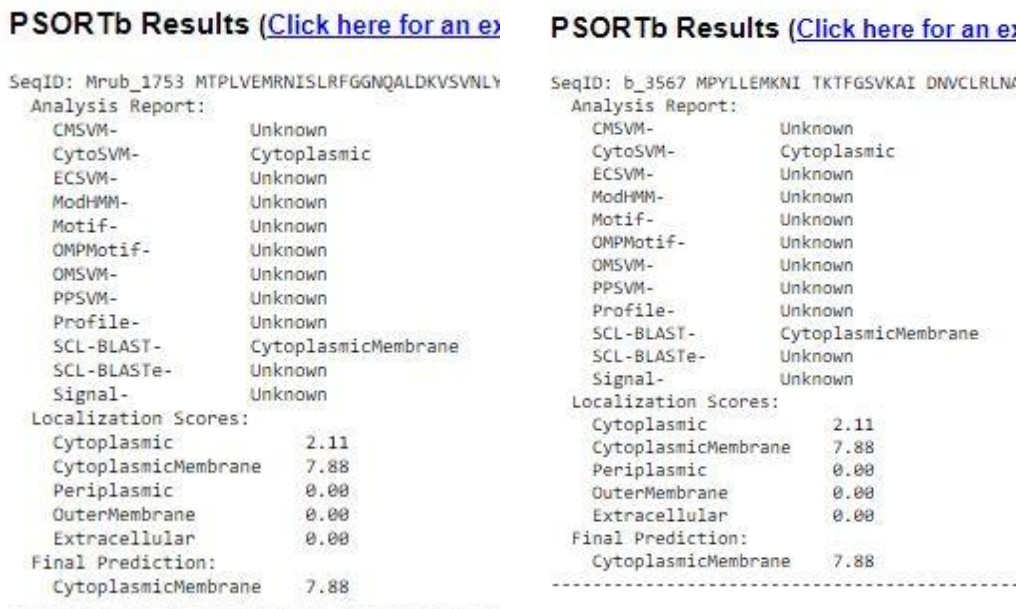 PSORTb Results (Click here for an ex
SeqID: Mrub_1753 MTPLVEMRNISLRFGGNQALDKVSVNLY
Analysis Report:
CMSVM- Unknown
CytoSVM- Cytoplasmic
ECSVM- Unknown
ModHMM- Unknown
Motif- Unknown
OMPMotif- Unknown
OMSVM- Unknown
PPSVM- Unknown
Profile- Unknown
SCL-BLAST- CytoplasmicMembrane
SCL-BLASTe- Unknown
Signal- Unknown
Localization Scores:
Cytoplasmic 2.11
CytoplasmicMembrane 7.88
Periplasmic 0.00
OuterMembrane 0.00
Extracellular 0.00
Final Prediction:
CytoplasmicMembrane 7.88
PSORTb Results (Click here for an ex
SeqID: b_3567 MPYLLEMKNI TKTFGSVKAI DNVCLRLNA
Analysis Report:
CMSVM- Unknown
CytoSVM- Cytoplasmic
ECSVM- Unknown
ModHMM- Unknown
Motif- Unknown
OMPMotif- Unknown
OMSVM- Unknown
PPSVM- Unknown
Profile- Unknown
SCL-BLAST- CytoplasmicMembrane
SCL-BLASTe- Unknown
Signal- Unknown
Localization Scores:
Cytoplasmic 2.11
CytoplasmicMembrane 7.88
Periplasmic 0.00
OuterMembrane 0.00
Extracellular 0.00
Final Prediction:
CytoplasmicMembrane 7.88